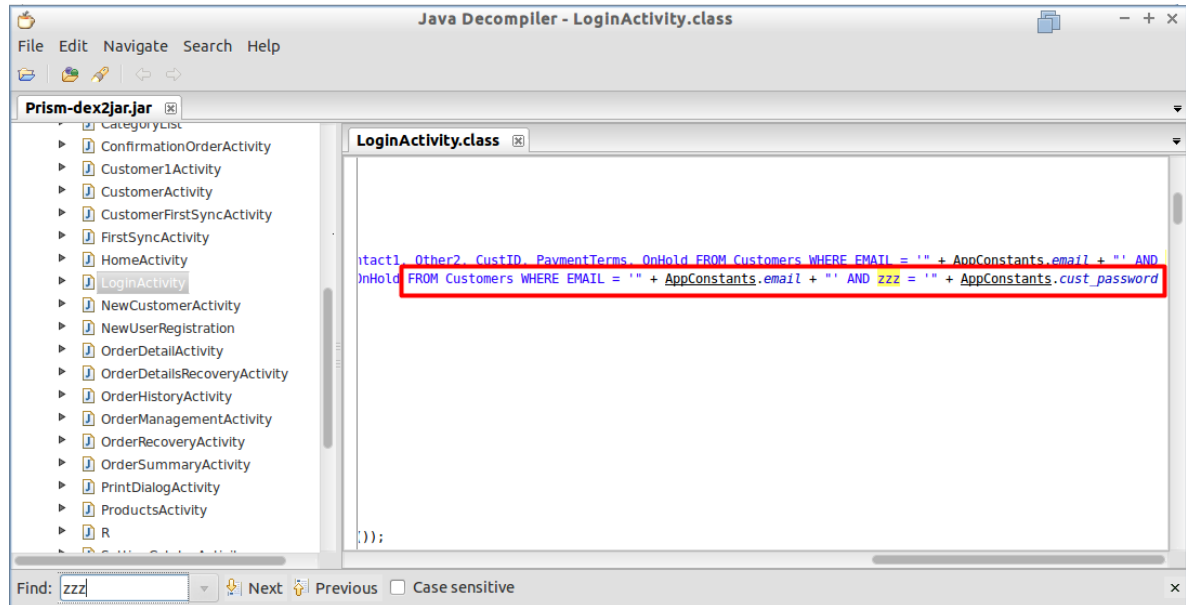 Java Decompiler - LoginActivity.class
File Edit Navigate Search Help
Prism-dex2jar.jar
CategoryList
ConfirmationOrderActivity
Customer1Activity
CustomerActivity
CustomerFirstSyncActivity
FirstSyncActivity
HomeActivity
LoginActivity
NewCustomerActivity
NewUserRegistration
OrderDetailActivity
OrderDetailsRecoveryActivity
OrderHistoryActivity
OrderManagementActivity
OrderRecoveryActivity
OrderSummaryActivity
PrintDialogActivity
ProductsActivity
R
LoginActivity.class
ntact1, Other2, CustID, PaymentTerms, OnHold FROM Customers WHERE EMAIL = '" + AppConstants.email + "' AND
OnHold FROM Customers WHERE EMAIL = '" + AppConstants.email + "' AND zzz = '" + AppConstants.cust_password
));
Find: zzz Next Previous Case sensitive